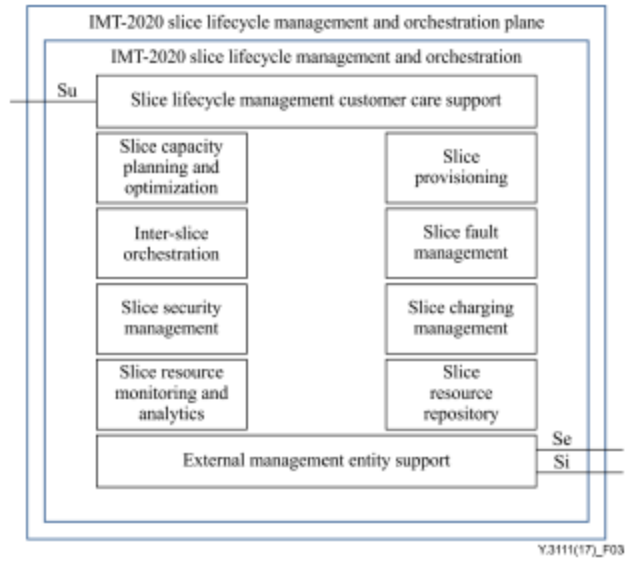 IMT-2020 slice lifecycle management and orchestration plane
IMT-2020 slice lifecycle management and orchestration
Su
Slice lifecycle management customer care support
Slice capacity
planning and
optimization
Slice
provisioning
Inter-slice
orchestration
Slice fault
management
Slice security
management
Slice charging
management
Slice resource
monitoring and
analytics
Slice
resource
repository
External management entity support
Se
Si
Y.3111(17)_F03